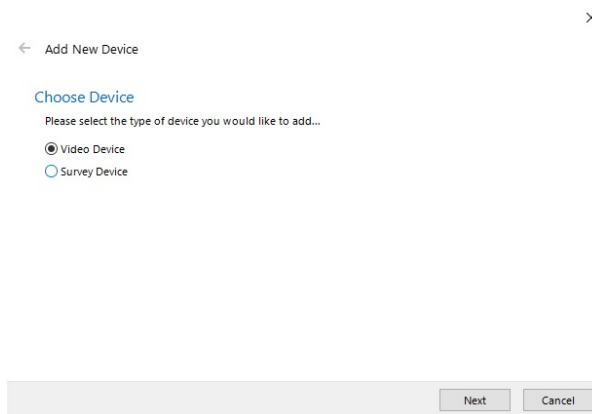 Add New Device
Choose Device
Please select the type of device you would like to add...
Video Device
Survey Device
Next Cancel